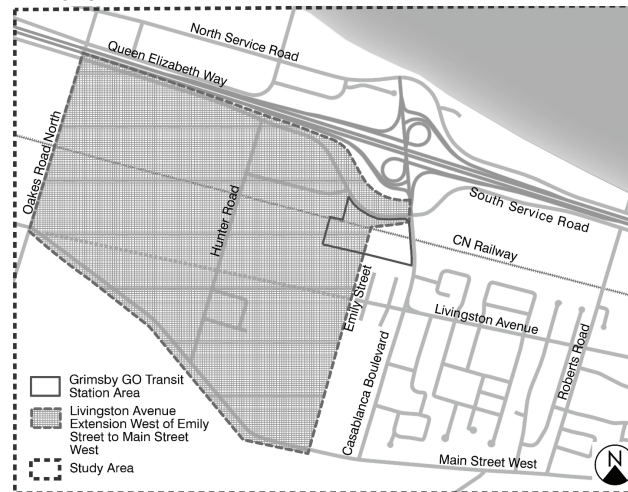 North Service Road
Queen Elizabeth Way
Oakes Road North
Hunter Road
South Service Road
CN Railway
Emily Street
Livingston Avenue
Casablanca Boulevard
Roberts Road
Main Street West
Grimsby GO Transit
Station Area
Livingston Avenue
Extension West of Emily
Street to Main Street
West
Study Area
N